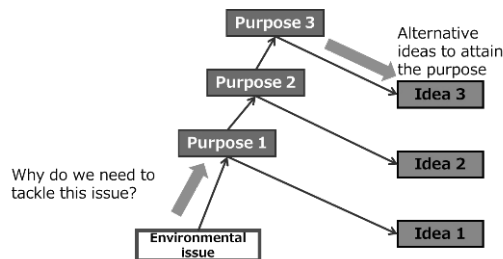 Purpose 3
Alternative
ideas to attain
the purpose
Purpose 2
Idea 3
Purpose 1
Why do we need to
tackle this issue?
Idea 2
Idea 1
Environmental
issue